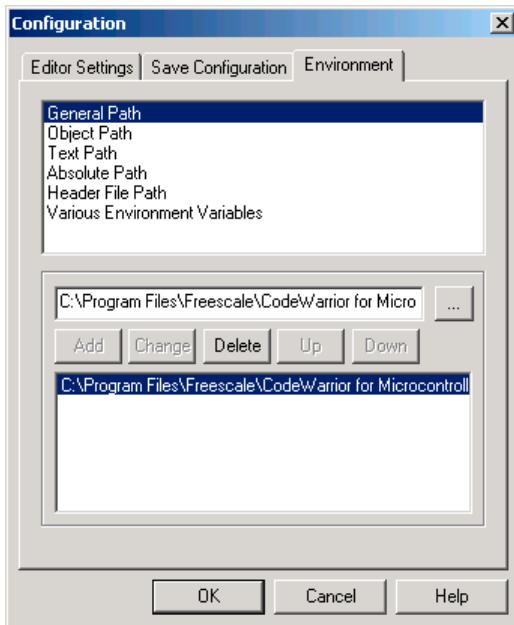 Configuration
Editor Settings Save Configuration Environment
General Path
Object Path
Text Path
Absolute Path
Header File Path
Various Environment Variables
C:\Program Files\Freescale\CodeWarrior for Micro ...
Add Change Delete Up Down
C:\Program Files\Freescale\CodeWarrior for Microcontroll
OK Cancel Help